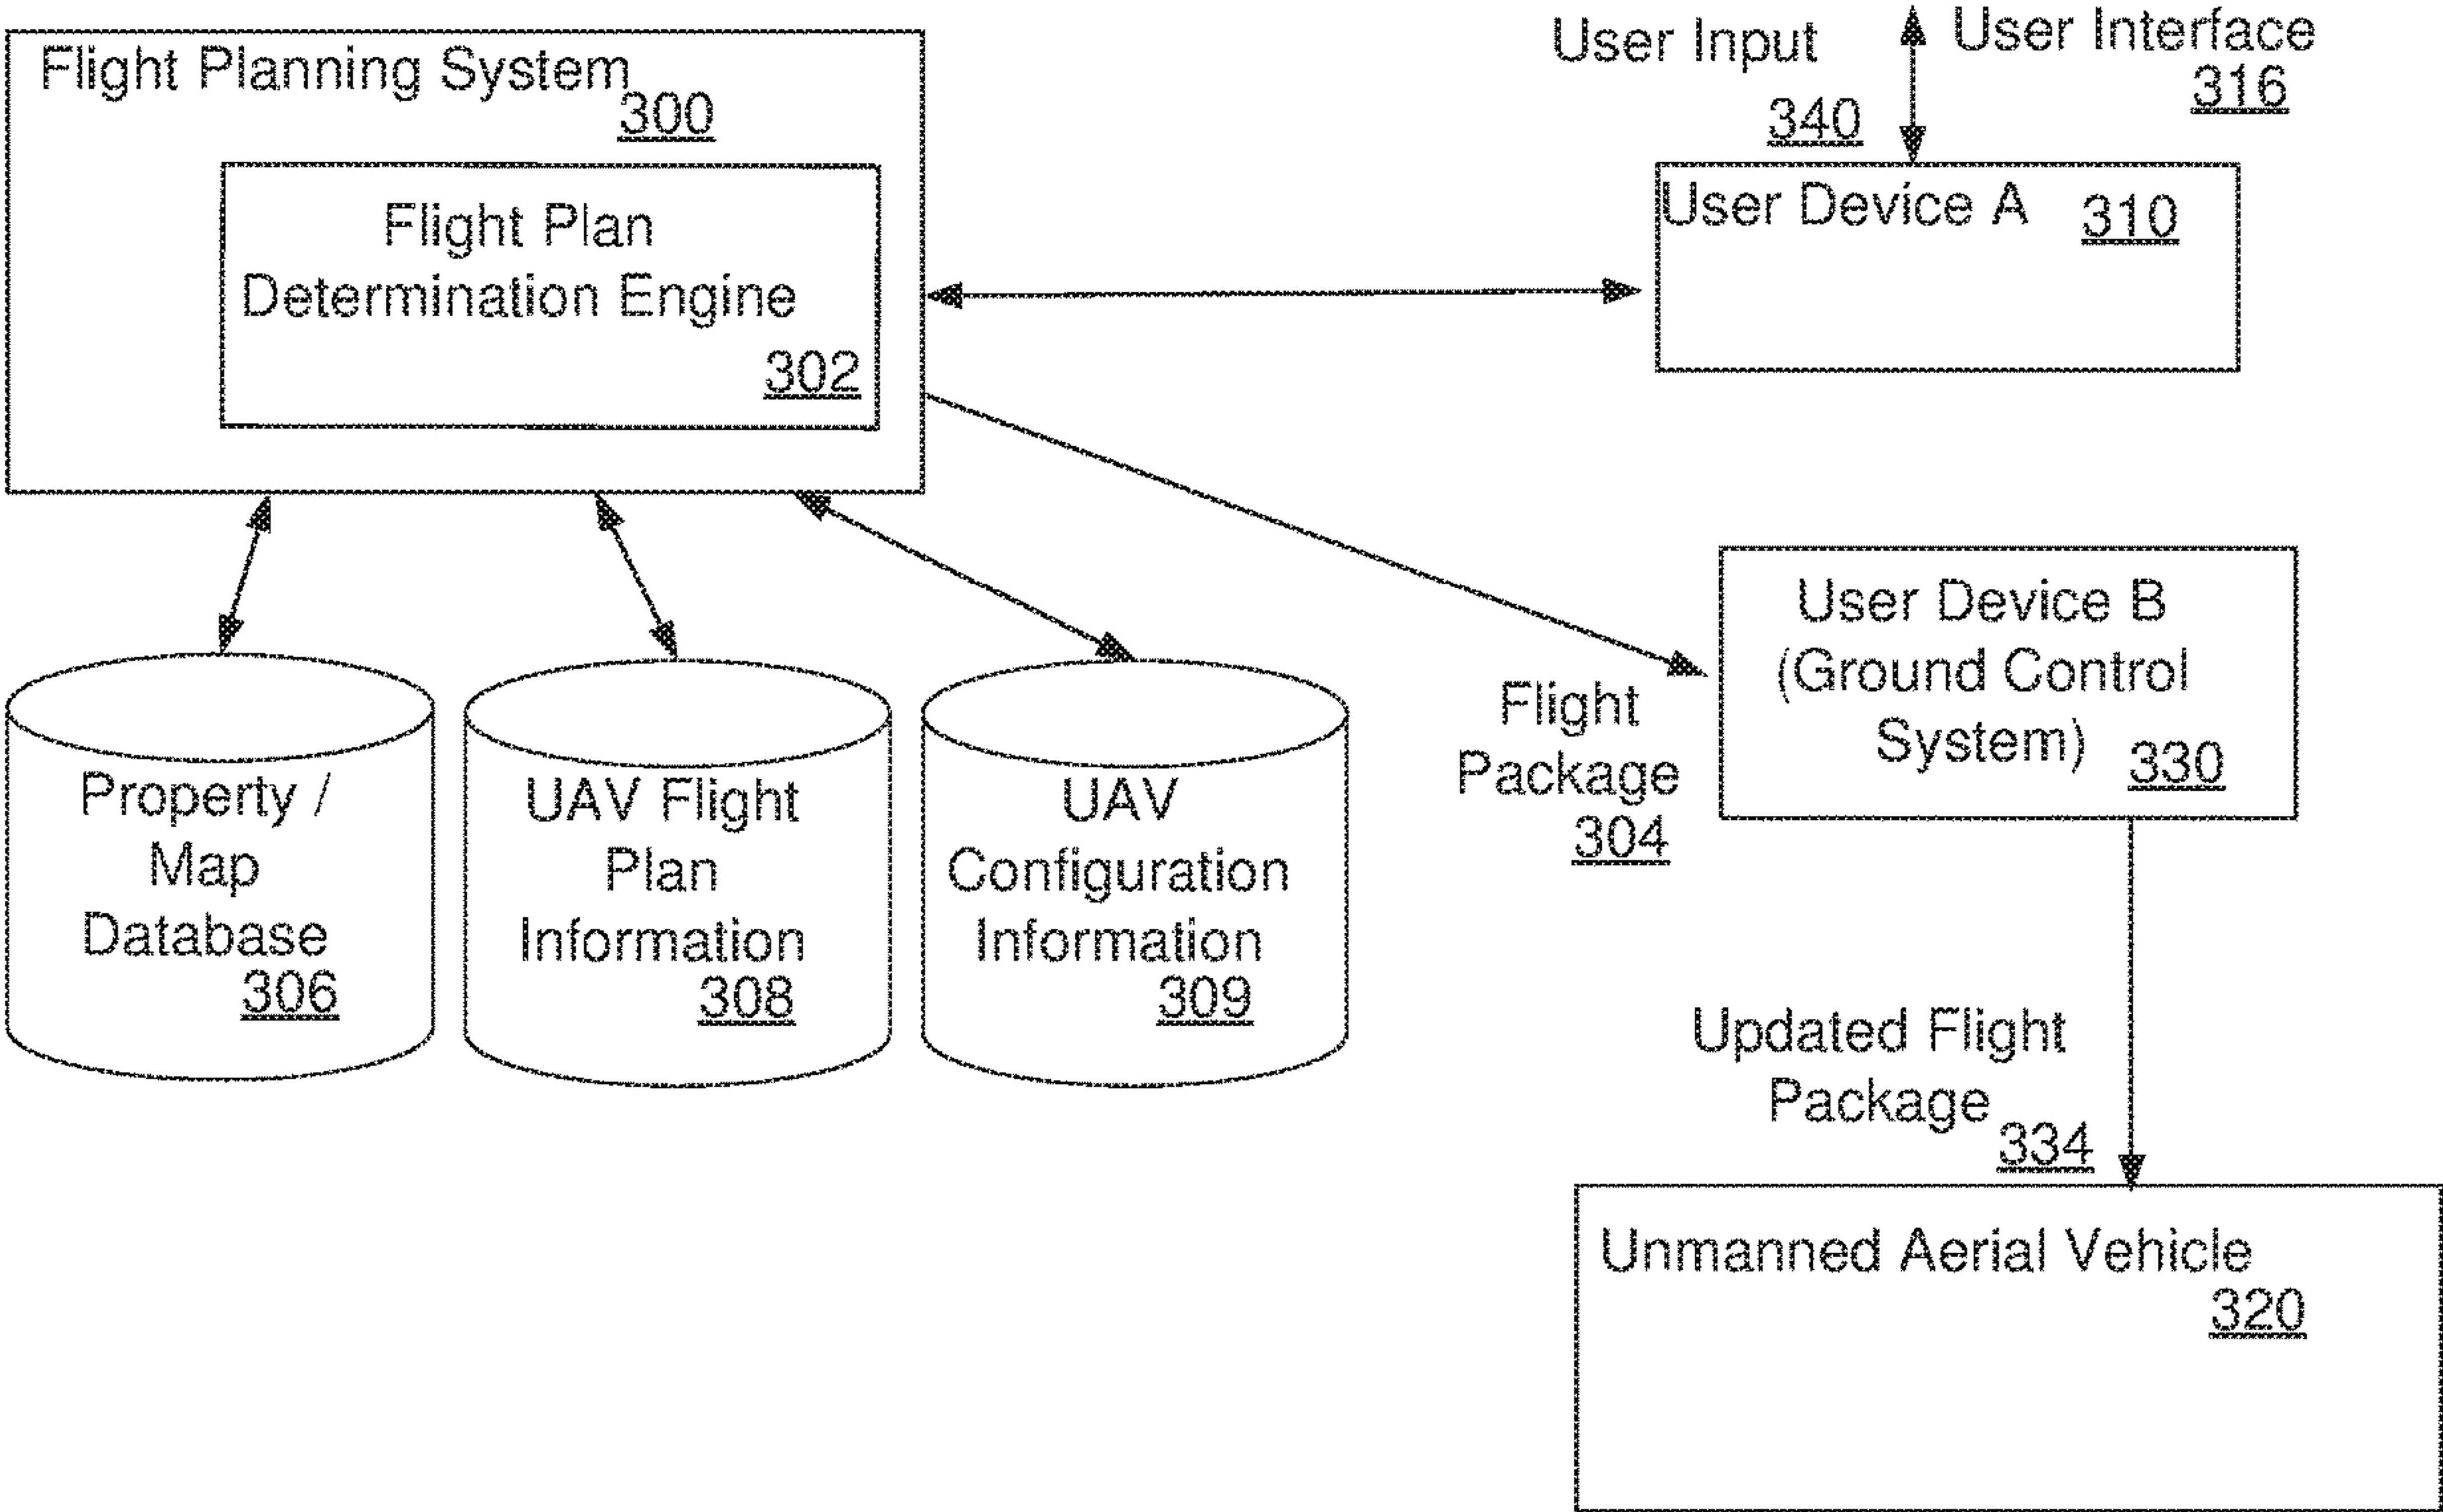 Flight Planning System
300
Flight Plan
Determination Engine
302
User Input
340
User Interface
316
User Device A 310
Property /
Map
Database
306
UAV Flight
Plan
Information
308
UAV
Configuration
Information
309
Flight
Package
304
User Device B
(Ground Control
System) 330
Updated Flight
Package
334
Unmanned Aerial Vehicle
320